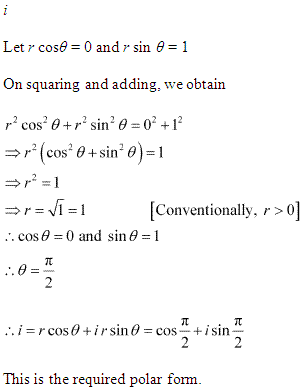 i
Let r cosθ = 0 and r sin θ = 1
On squaring and adding, we obtain
r² cos² θ + r² sin² θ = 0² + 1²
⇒ r² (cos² θ + sin² θ) = 1
⇒ r² = 1
⇒ r = √1 = 1 [Conventionally, r > 0]
∴ cos θ = 0 and sin θ = 1
∴ θ = π/2
∴ i = r cos θ + i r sin θ = cos π/2 + i sin π/2
This is the required polar form.